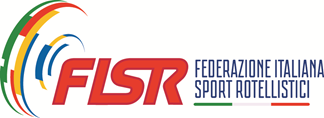 FISR
FEDERAZIONE ITALIANA
SPORT ROTELLISTICI